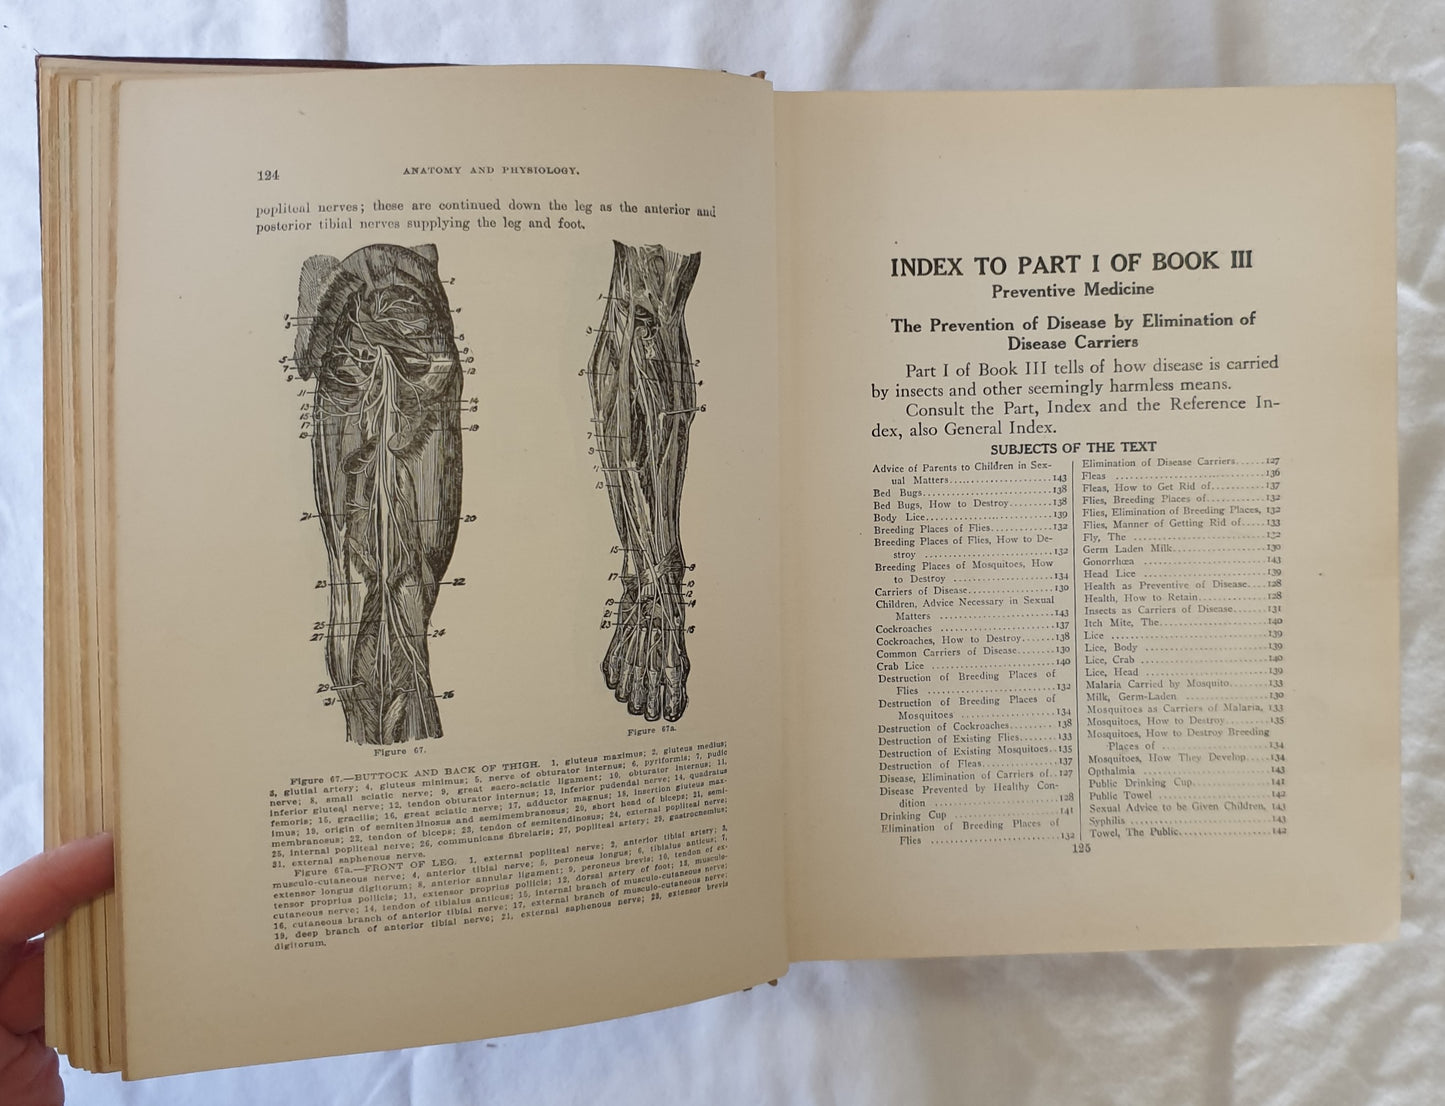 124
ANATOMY AND PHYSIOLOGY.
popliteal nerves; these are continued down the leg as the anterior and
posterior tibial nerves supplying the leg and foot.
Figure 67.
Figure 67a.
Figure 67.—BUTTOCK AND BACK OF THIGH. 1, gluteus maximus; 2, gluteus medius;
3, glutial artery; 4, gluteus minimus; 5, nerve of obturator internus; 6, pyriformis; 7, pudic
nerve; 8, small sciatic nerve; 9, great sacro-sciatic ligament; 10, obturator internus; 11,
inferior gluteal nerve; 12, tendon obturator internus; 13, inferior pudendal nerve; 14, quadratus
femoris; 15, gracilis; 16, great sciatic nerve; 17, adductor magnus; 18, insertion gluteus max-
imus; 19, origin of semitendinosus and semimembranosus; 20, short head of biceps; 21, semi-
membranosus; 22, tendon of biceps; 23, tendon of semitendinosus; 24, external popliteal nerve;
25, internal popliteal nerve; 26, communicans fibrelaris; 27, popliteal artery; 29, gastrocnemius;
31, external saphenous nerve.
Figure 67a.—FRONT OF LEG. 1, external popliteal nerve; 2, anterior tibial artery; 3,
musculo-cutaneous nerve; 4, anterior tibial nerve; 5, peroneus longus; 6, tibialus anticus; 7,
extensor longus digitorum; 8, anterior annular ligament; 9, peroneus brevis; 10, tendon of ex-
tensor proprius pollicis; 11, extensor proprius pollicis; 12, dorsal artery of foot; 13, musculo-
cutaneous nerve; 14, tendon of tibialus anticus; 15, internal branch of musculo-cutaneous nerve;
16, cutaneous branch of anterior tibial nerve; 17, external branch of musculo-cutaneous nerve;
19, deep branch of anterior tibial nerve; 21, external saphenous nerve; 23, extensor brevis
digitorum.
INDEX TO PART I OF BOOK III
Preventive Medicine
The Prevention of Disease by Elimination of
Disease Carriers
Part I of Book III tells of how disease is carried
by insects and other seemingly harmless means.
Consult the Part, Index and the Reference In-
dex, also General Index.
SUBJECTS OF THE TEXT
Advice of Parents to Children in Sex-
ual Matters....................143
Bed Bugs..........................138
Bed Bugs, How to Destroy.........138
Body Lice.........................139
Breeding Places of Flies............132
Breeding Places of Flies, How to De-
stroy ..........................132
Breeding Places of Mosquitoes, How
to Destroy .....................134
Carriers of Disease.................130
Children, Advice Necessary in Sexual
Matters ........................143
Cockroaches ......................137
Cockroaches, How to Destroy.......138
Common Carriers of Disease........130
Crab Lice ........................140
Destruction of Breeding Places of
Flies ..........................132
Destruction of Breeding Places of
Mosquitoes ....................134
Destruction of Cockroaches.........138
Destruction of Existing Flies.......133
Destruction of Existing Mosquitoes..135
Destruction of Fleas...............137
Disease, Elimination of Carriers of..127
Disease Prevented by Healthy Con-
dition .........................128
Drinking Cup .....................141
Elimination of Breeding Places of
Flies ..........................132
Elimination of Disease Carriers......127
Fleas .............................136
Fleas, How to Get Rid of...........137
Flies, Breeding Places of............132
Flies, Elimination of Breeding Places, 132
Flies, Manner of Getting Rid of.....133
Fly, The ..........................132
Germ Laden Milk..................130
Gonorrhœa .......................143
Head Lice ........................139
Health as Preventive of Disease....128
Health, How to Retain.............128
Insects as Carriers of Disease.......131
Itch Mite, The....................140
Lice ..............................139
Lice, Body .......................139
Lice, Crab .......................140
Lice, Head .......................139
Malaria Carried by Mosquito........133
Milk, Germ-Laden .................130
Mosquitoes as Carriers of Malaria, 133
Mosquitoes, How to Destroy........135
Mosquitoes, How to Destroy Breeding
Places of ......................134
Mosquitoes, How They Develop.....134
Opthalmia ........................143
Public Drinking Cup...............141
Public Towel .....................142
Sexual Advice to be Given Children, 143
Syphilis ..........................143
Towel, The Public.................142
125